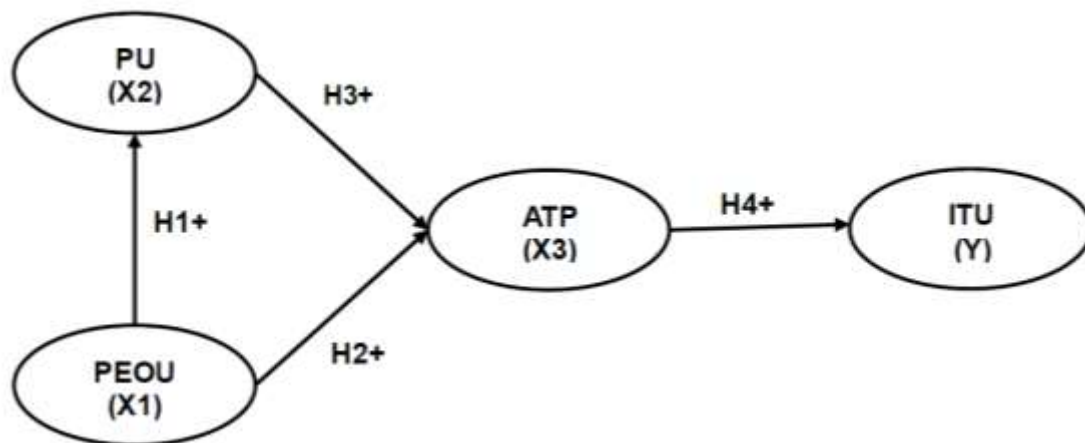 PU
(X2)
H3+
H1+
ATP
(X3)
H4+
ITU
(Y)
H2+
PEOU
(X1)